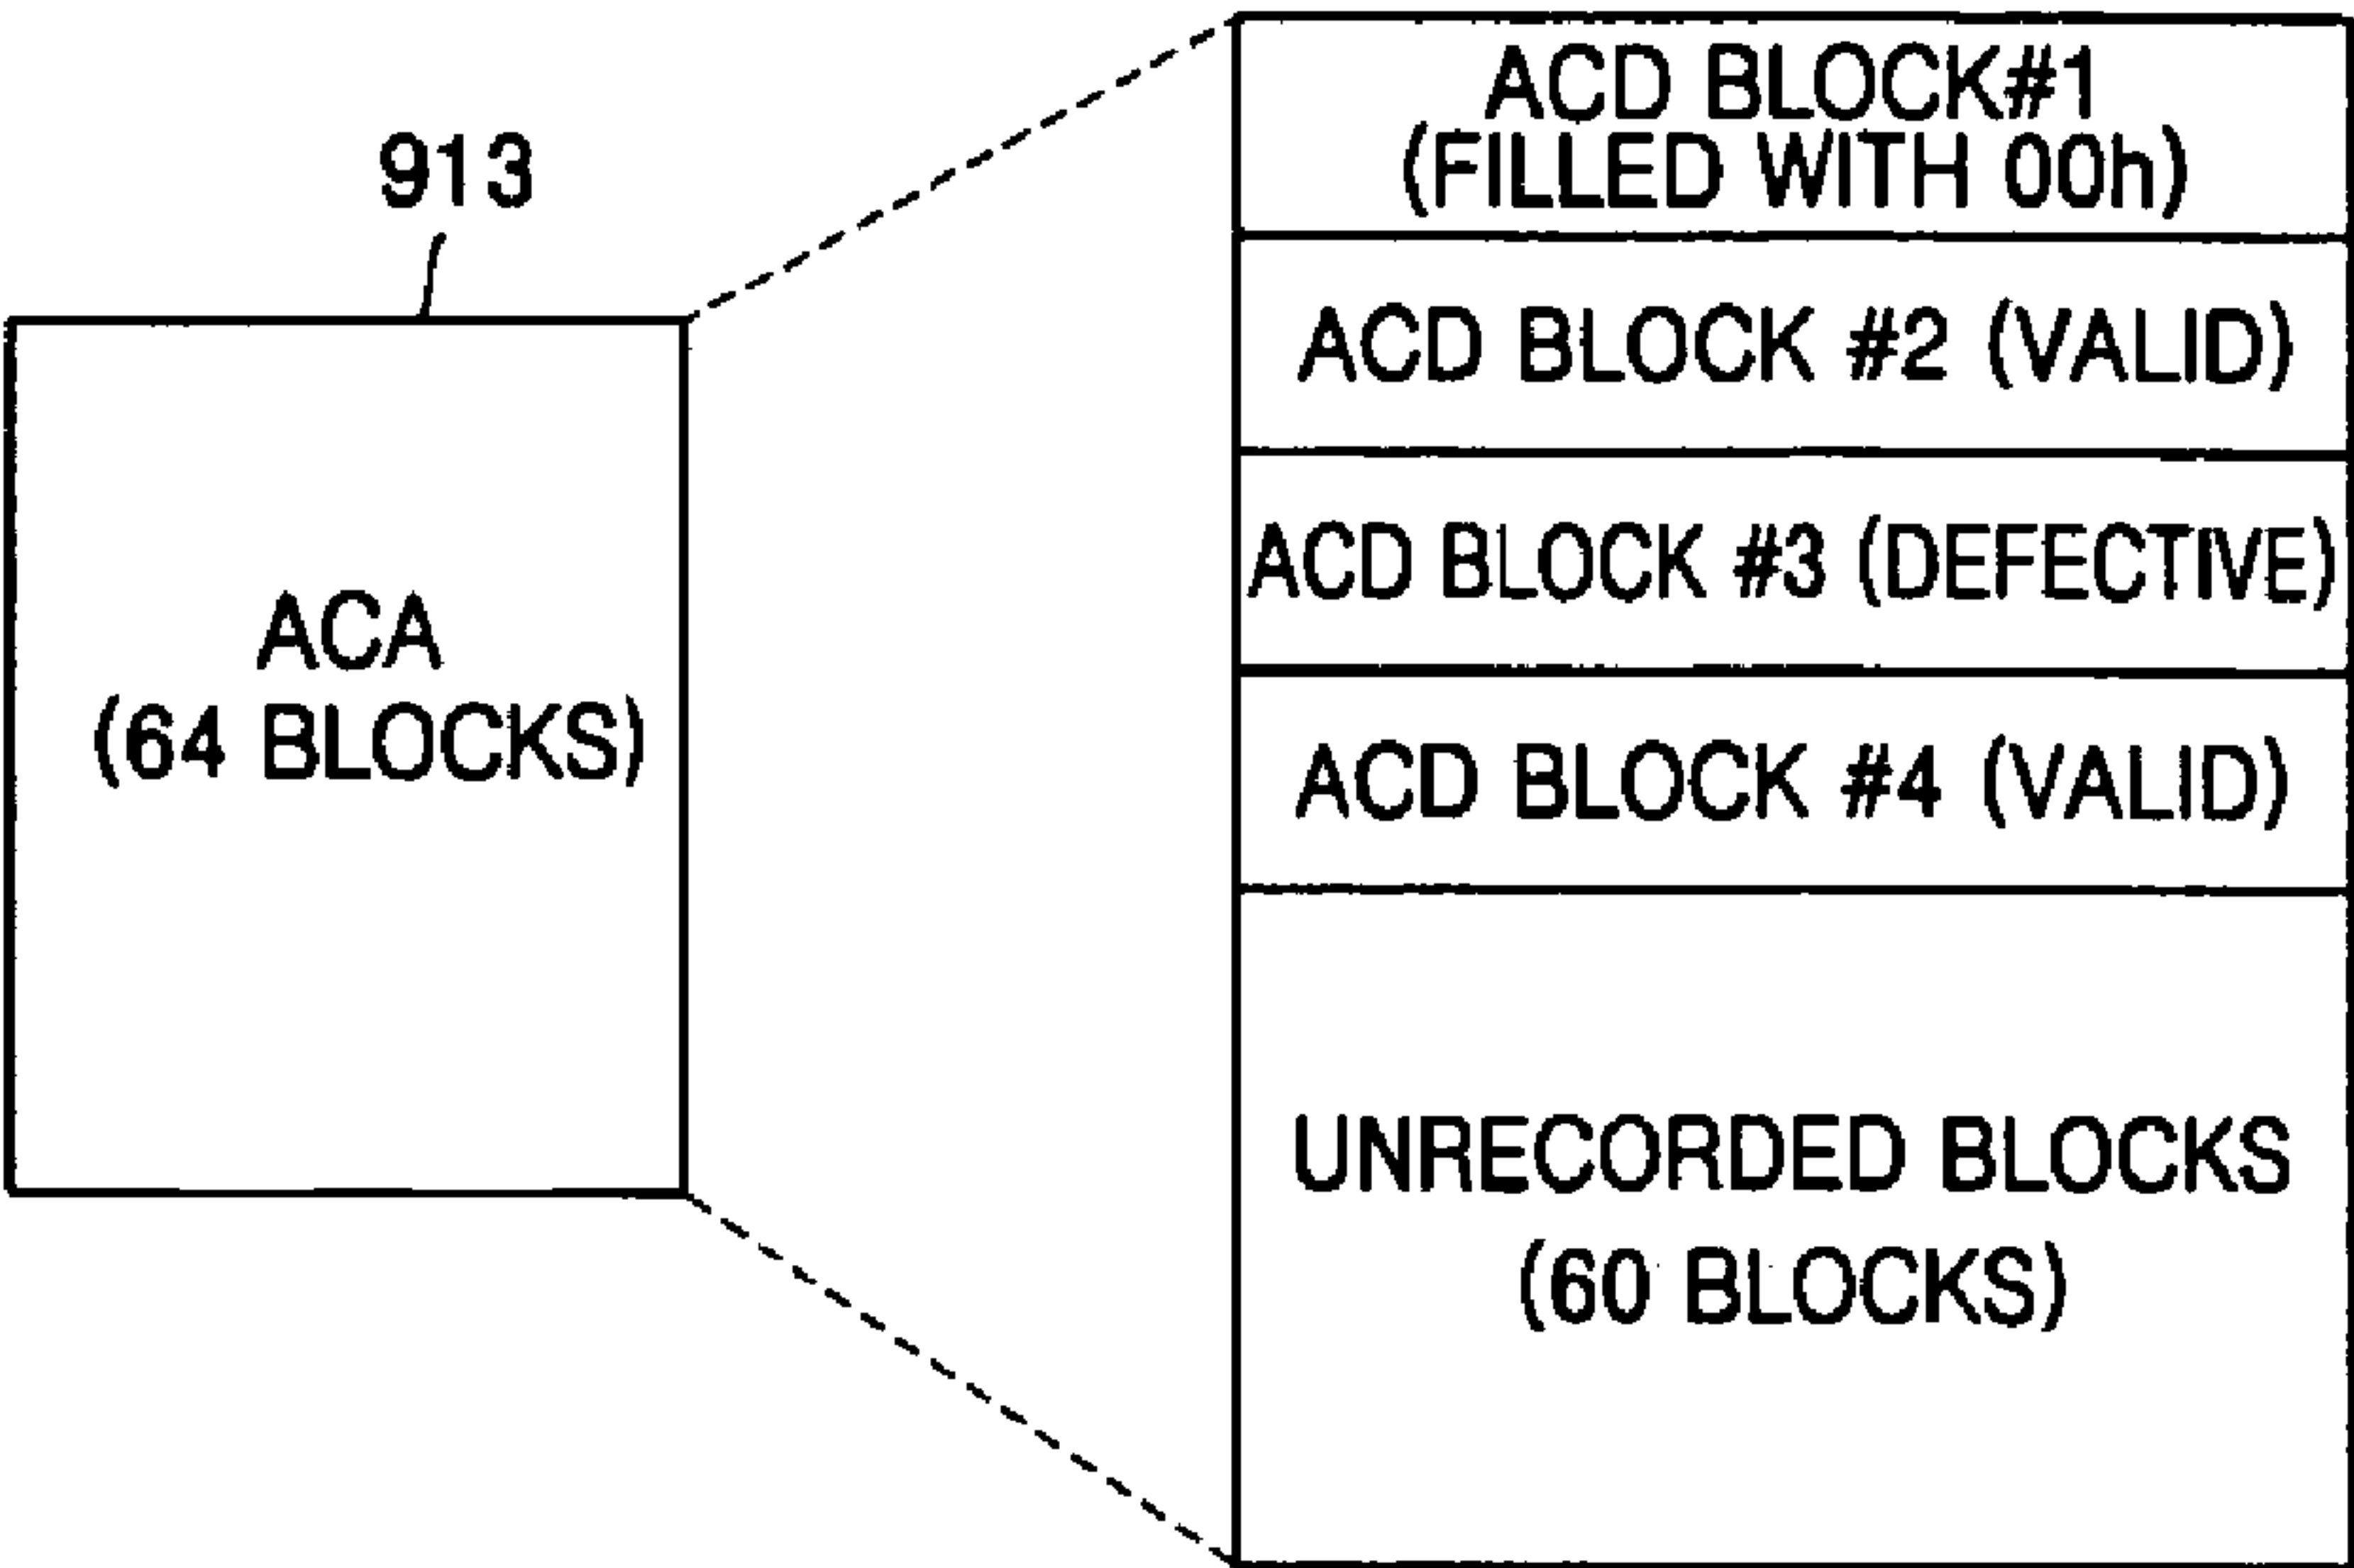 913
ACA
(64 BLOCKS)
ACD BLOCK#1
(FILLED WITH 00h)
ACD BLOCK #2 (VALID)
ACD BLOCK #3 (DEFECTIVE)
ACD BLOCK #4 (VALID)
UNRECORDED BLOCKS
(60 BLOCKS)